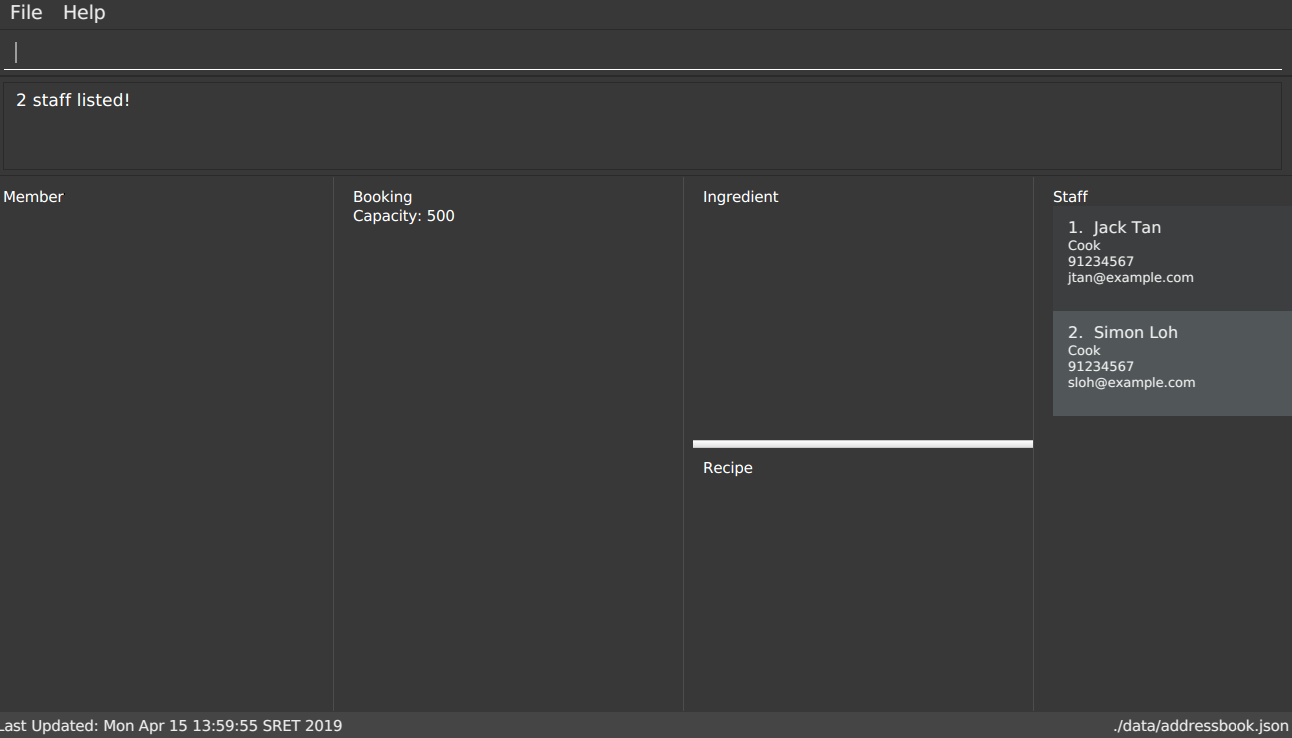 File Help
2 staff listed!
Member
Booking
Capacity: 500
Ingredient
Recipe
Staff
1. Jack Tan
Cook
91234567
jtan@example.com
2. Simon Loh
Cook
91234567
sloh@example.com
Last Updated: Mon Apr 15 13:59:55 SRET 2019
./data/addressbook.json